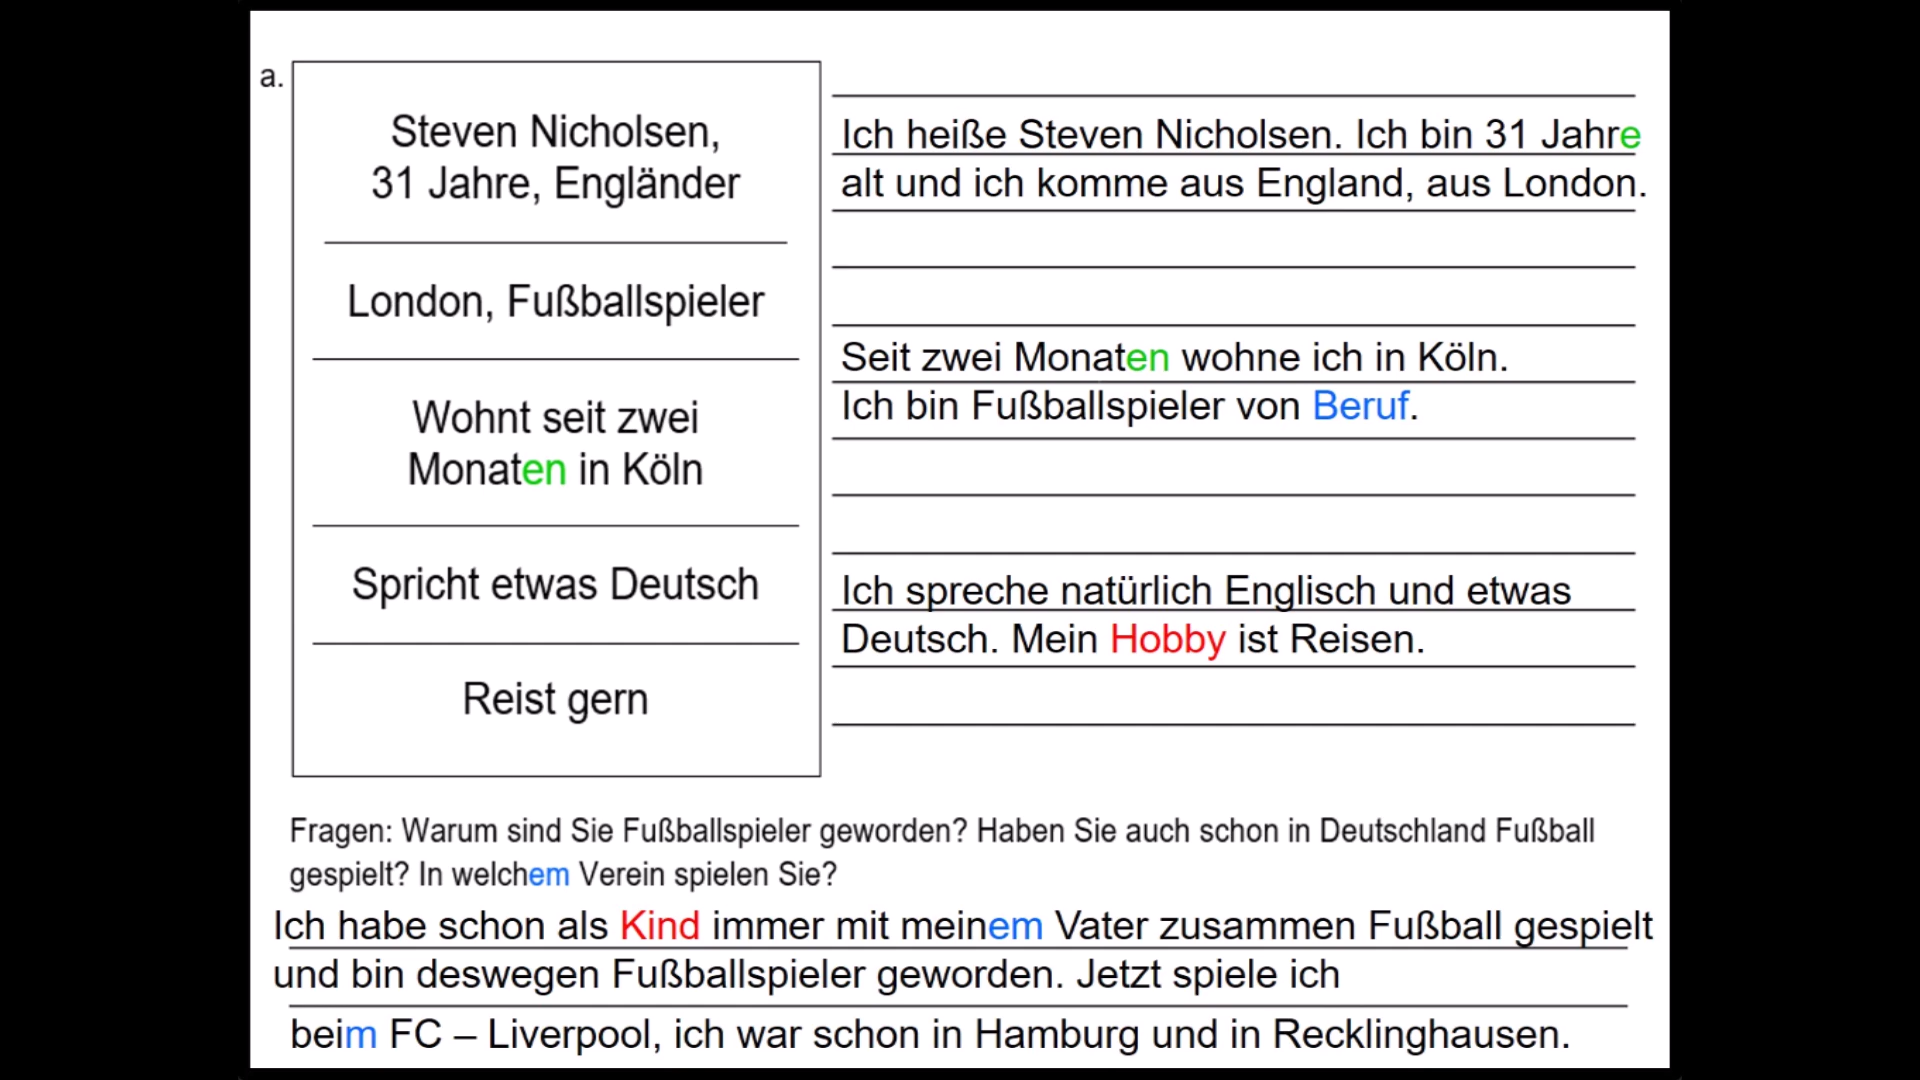 a.
Steven Nicholsen,
31 Jahre, Engländer
London, Fußballspieler
Wohnt seit zwei
Monaten in Köln
Spricht etwas Deutsch
Reist gern
Ich heiße Steven Nicholsen. Ich bin 31 Jahre
alt und ich komme aus England, aus London.
Seit zwei Monaten wohne ich in Köln.
Ich bin Fußballspieler von Beruf.
Ich spreche natürlich Englisch und etwas
Deutsch. Mein Hobby ist Reisen.
Fragen: Warum sind Sie Fußballspieler geworden? Haben Sie auch schon in Deutschland Fußball
gespielt? In welchem Verein spielen Sie?
Ich habe schon als Kind immer mit meinem Vater zusammen Fußball gespielt
und bin deswegen Fußballspieler geworden. Jetzt spiele ich
beim FC – Liverpool, ich war schon in Hamburg und in Recklinghausen.